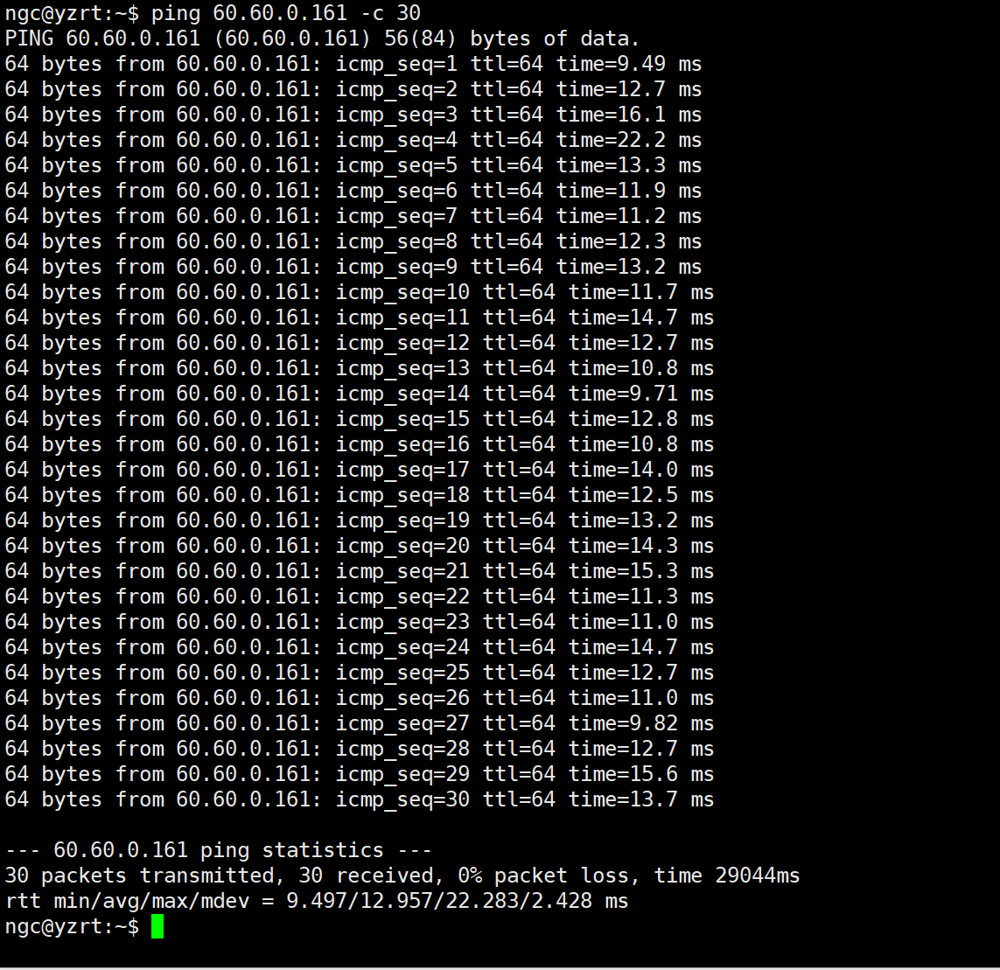 ngc@yzrt:~$ ping 60.60.0.161 -c 30
PING 60.60.0.161 (60.60.0.161) 56(84) bytes of data.
64 bytes from 60.60.0.161: icmp_seq=1 ttl=64 time=9.49 ms
64 bytes from 60.60.0.161: icmp_seq=2 ttl=64 time=12.7 ms
64 bytes from 60.60.0.161: icmp_seq=3 ttl=64 time=16.1 ms
64 bytes from 60.60.0.161: icmp_seq=4 ttl=64 time=22.2 ms
64 bytes from 60.60.0.161: icmp_seq=5 ttl=64 time=13.3 ms
64 bytes from 60.60.0.161: icmp_seq=6 ttl=64 time=11.9 ms
64 bytes from 60.60.0.161: icmp_seq=7 ttl=64 time=11.2 ms
64 bytes from 60.60.0.161: icmp_seq=8 ttl=64 time=12.3 ms
64 bytes from 60.60.0.161: icmp_seq=9 ttl=64 time=13.2 ms
64 bytes from 60.60.0.161: icmp_seq=10 ttl=64 time=11.7 ms
64 bytes from 60.60.0.161: icmp_seq=11 ttl=64 time=14.7 ms
64 bytes from 60.60.0.161: icmp_seq=12 ttl=64 time=12.7 ms
64 bytes from 60.60.0.161: icmp_seq=13 ttl=64 time=10.8 ms
64 bytes from 60.60.0.161: icmp_seq=14 ttl=64 time=9.71 ms
64 bytes from 60.60.0.161: icmp_seq=15 ttl=64 time=12.8 ms
64 bytes from 60.60.0.161: icmp_seq=16 ttl=64 time=10.8 ms
64 bytes from 60.60.0.161: icmp_seq=17 ttl=64 time=14.0 ms
64 bytes from 60.60.0.161: icmp_seq=18 ttl=64 time=12.5 ms
64 bytes from 60.60.0.161: icmp_seq=19 ttl=64 time=13.2 ms
64 bytes from 60.60.0.161: icmp_seq=20 ttl=64 time=14.3 ms
64 bytes from 60.60.0.161: icmp_seq=21 ttl=64 time=15.3 ms
64 bytes from 60.60.0.161: icmp_seq=22 ttl=64 time=11.3 ms
64 bytes from 60.60.0.161: icmp_seq=23 ttl=64 time=11.0 ms
64 bytes from 60.60.0.161: icmp_seq=24 ttl=64 time=14.7 ms
64 bytes from 60.60.0.161: icmp_seq=25 ttl=64 time=12.7 ms
64 bytes from 60.60.0.161: icmp_seq=26 ttl=64 time=11.0 ms
64 bytes from 60.60.0.161: icmp_seq=27 ttl=64 time=9.82 ms
64 bytes from 60.60.0.161: icmp_seq=28 ttl=64 time=12.7 ms
64 bytes from 60.60.0.161: icmp_seq=29 ttl=64 time=15.6 ms
64 bytes from 60.60.0.161: icmp_seq=30 ttl=64 time=13.7 ms
--- 60.60.0.161 ping statistics ---
30 packets transmitted, 30 received, 0% packet loss, time 29044ms
rtt min/avg/max/mdev = 9.497/12.957/22.283/2.428 ms
ngc@yzrt:~$